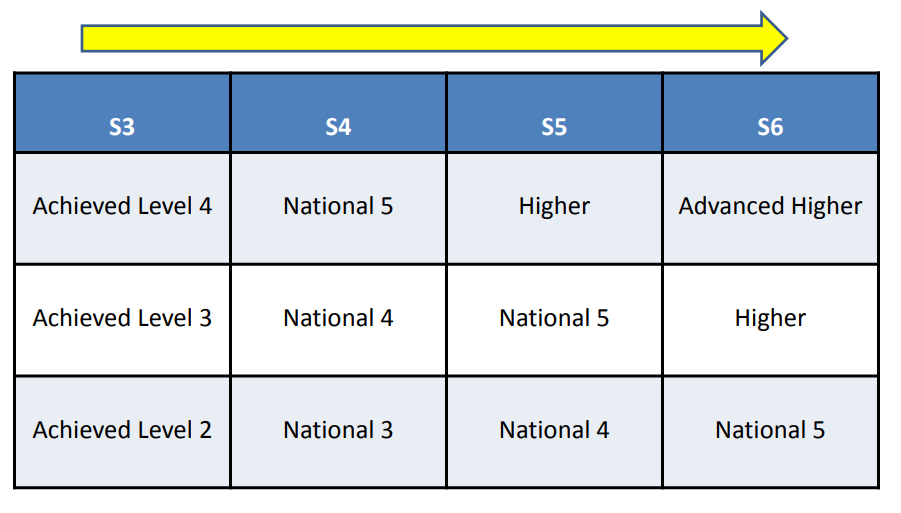 S3 S4 S5 S6
Achieved Level 4 National 5 Higher Advanced Higher
Achieved Level 3 National 4 National 5 Higher
Achieved Level 2 National 3 National 4 National 5